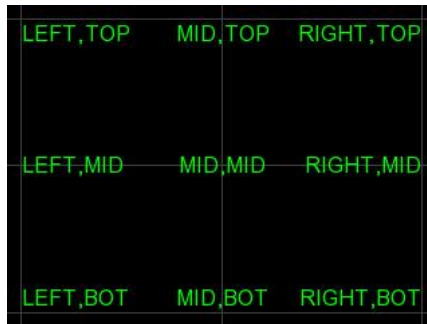 LEFT,TOP MID,TOP RIGHT,TOP
LEFT,MID MID,MID RIGHT,MID
LEFT,BOT MID,BOT RIGHT,BOT